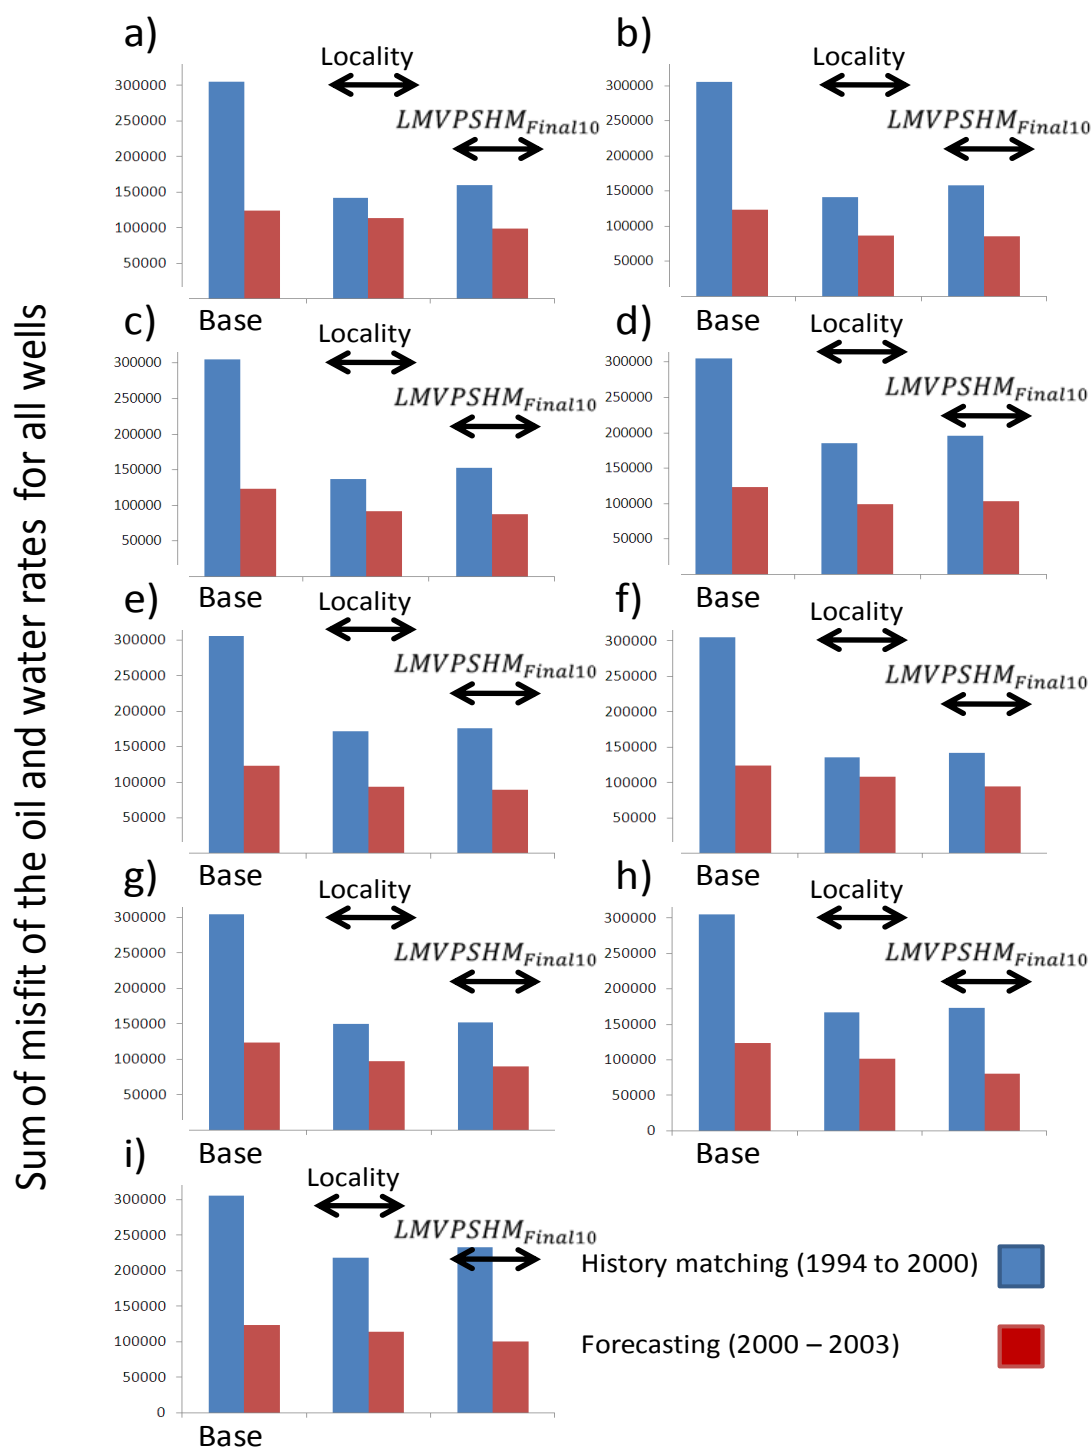 Sum of misfit of the oil and water rates for all wells
a)
Locality
LMVPSHM_Final10
300000
250000
200000
150000
100000
50000
Base
b)
Locality
LMVPSHM_Final10
300000
250000
200000
150000
100000
50000
Base
c)
Locality
LMVPSHM_Final10
300000
250000
200000
150000
100000
50000
Base
d)
Locality
LMVPSHM_Final10
300000
250000
200000
150000
100000
50000
Base
e)
Locality
LMVPSHM_Final10
300000
250000
200000
150000
100000
50000
Base
f)
Locality
LMVPSHM_Final10
300000
250000
200000
150000
100000
50000
Base
g)
Locality
LMVPSHM_Final10
300000
250000
200000
150000
100000
50000
Base
h)
Locality
LMVPSHM_Final10
300000
250000
200000
150000
100000
50000
0
Base
i)
Locality
LMVPSHM_Final10
300000
250000
200000
150000
100000
50000
0
Base
History matching (1994 to 2000)
Forecasting (2000 – 2003)